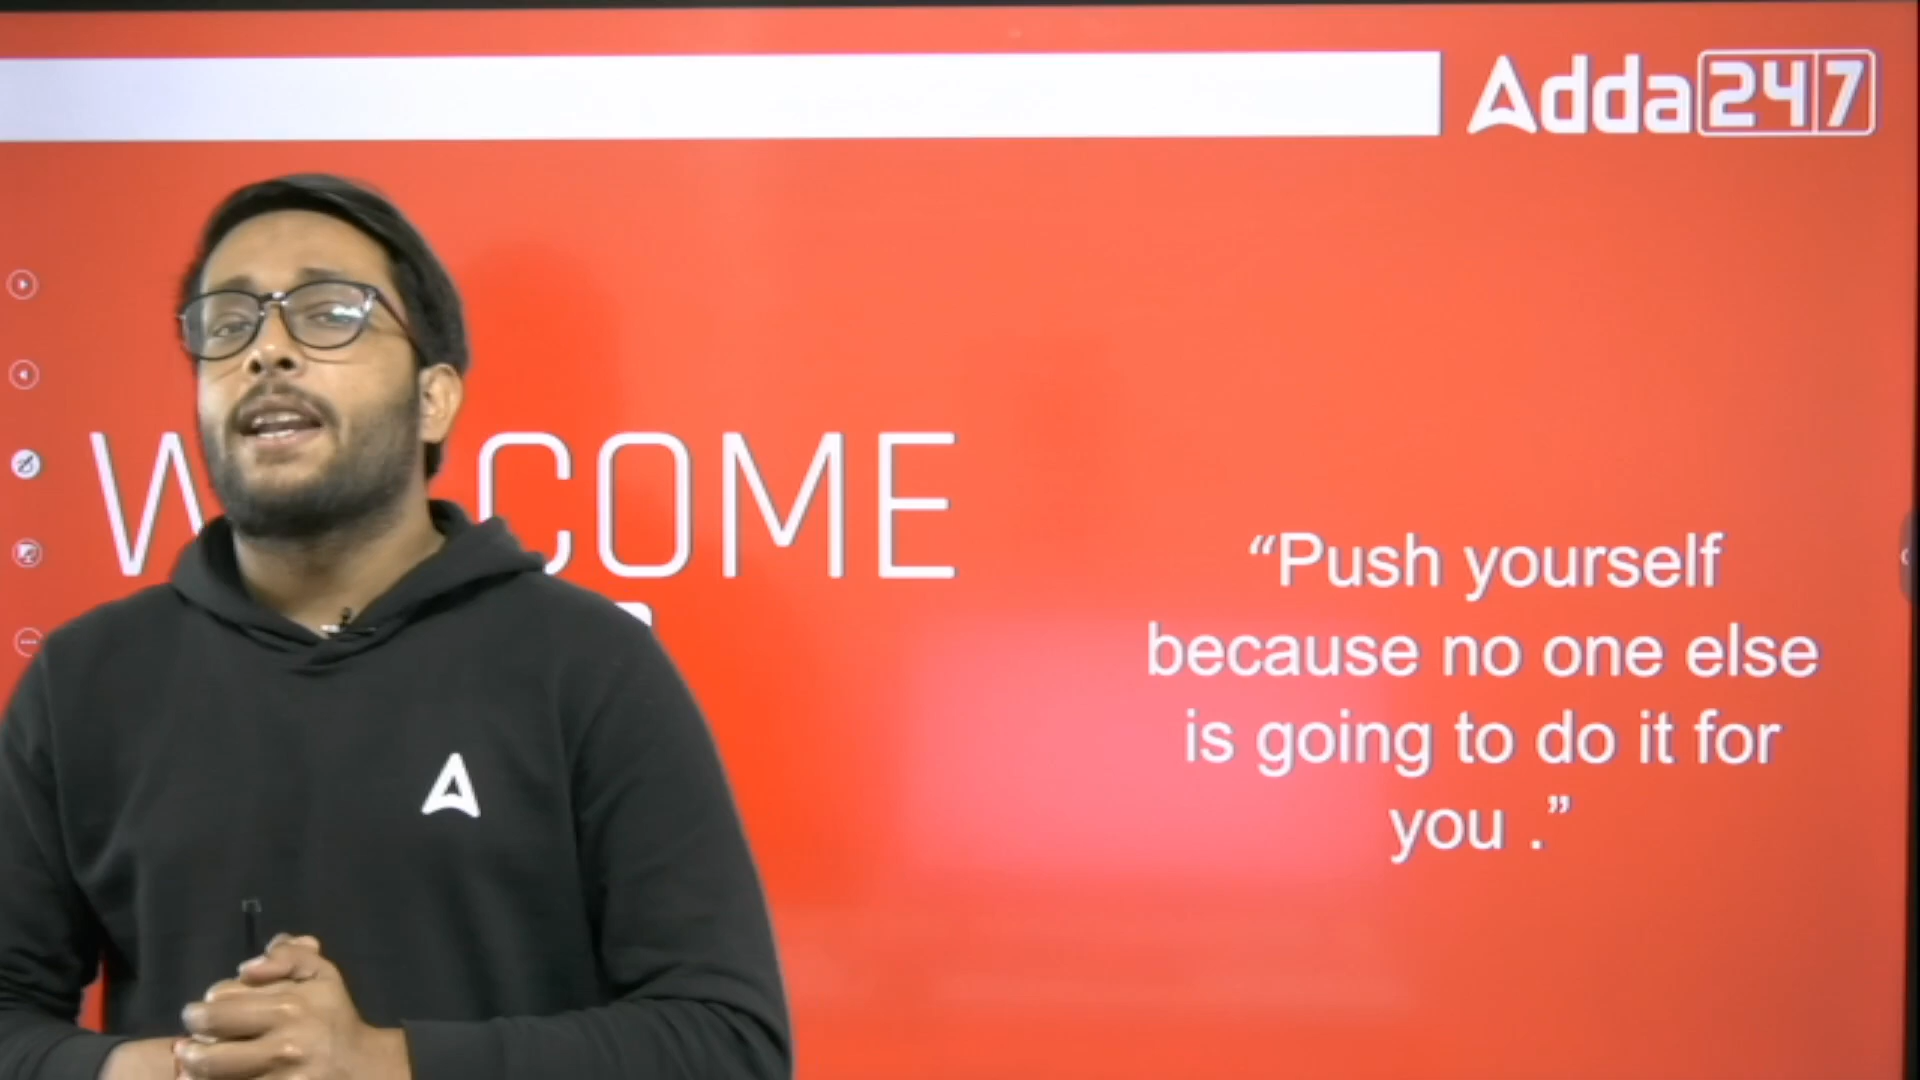 Adda247
COME
“Push yourself
because no one else
is going to do it for
you .”